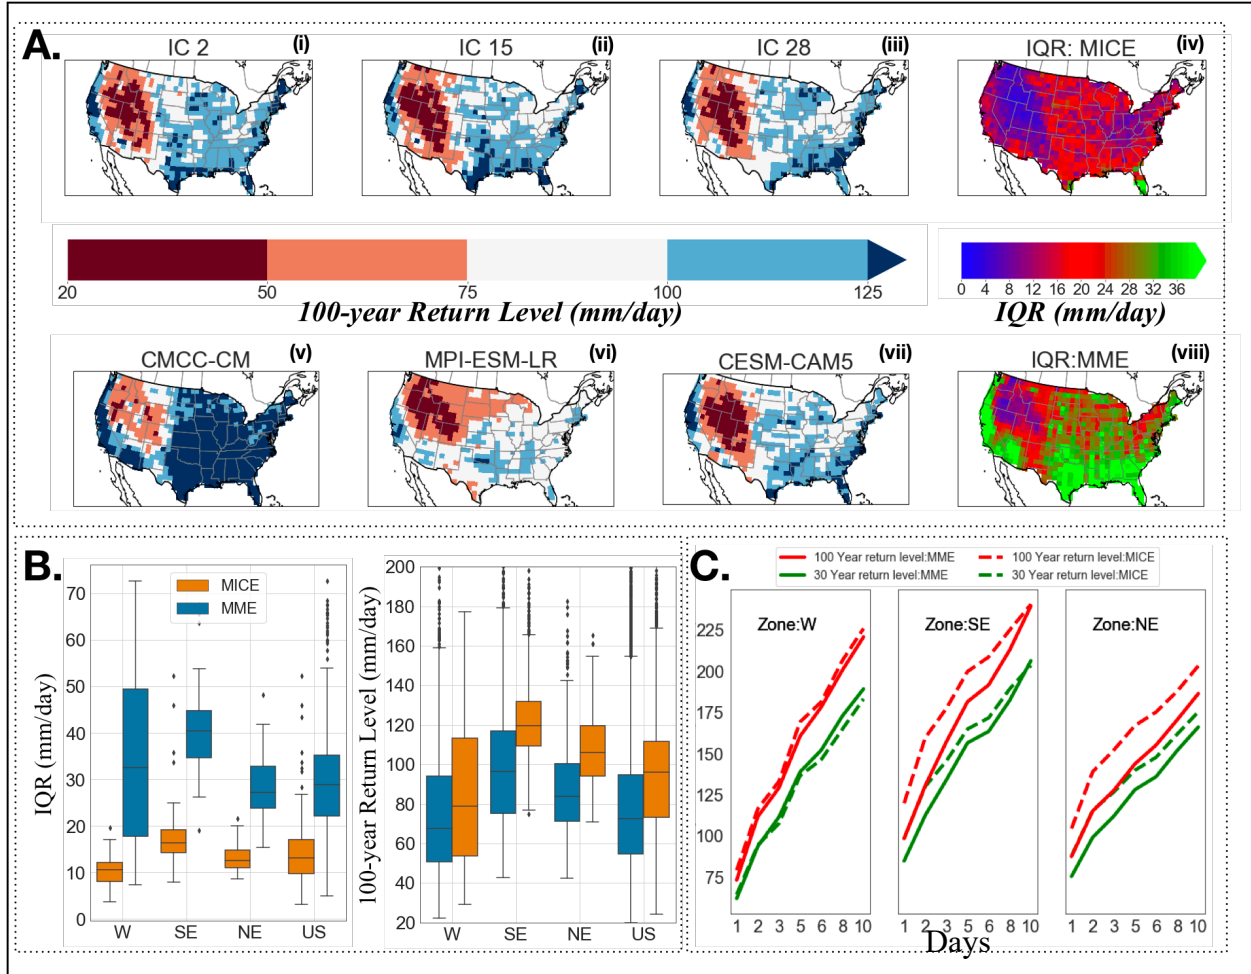 A.
IC 2 (i)
IC 15 (ii)
IC 28 (iii)
IQR: MICE (iv)
20 50 75 100 125
100-year Return Level (mm/day)
0 4 8 12 16 20 24 28 32 36
IQR (mm/day)
CMCC-CM (v)
MPI-ESM-LR (vi)
CESM-CAM5 (vii)
IQR:MME (viii)
B.
MICE
MME
IQR (mm/day)
70
60
50
40
30
20
10
0
W SE NE US
100-year Return Level (mm/day)
200
180
160
140
120
100
80
60
40
20
W SE NE US
C.
100 Year return level:MME
100 Year return level:MICE
30 Year return level:MME
30 Year return level:MICE
Zone:W
Zone:SE
Zone:NE
225
200
175
150
125
100
75
1 2 3 5 6 8 10
1 2 3 5 6 8 10
1 2 3 5 6 8 10
Days